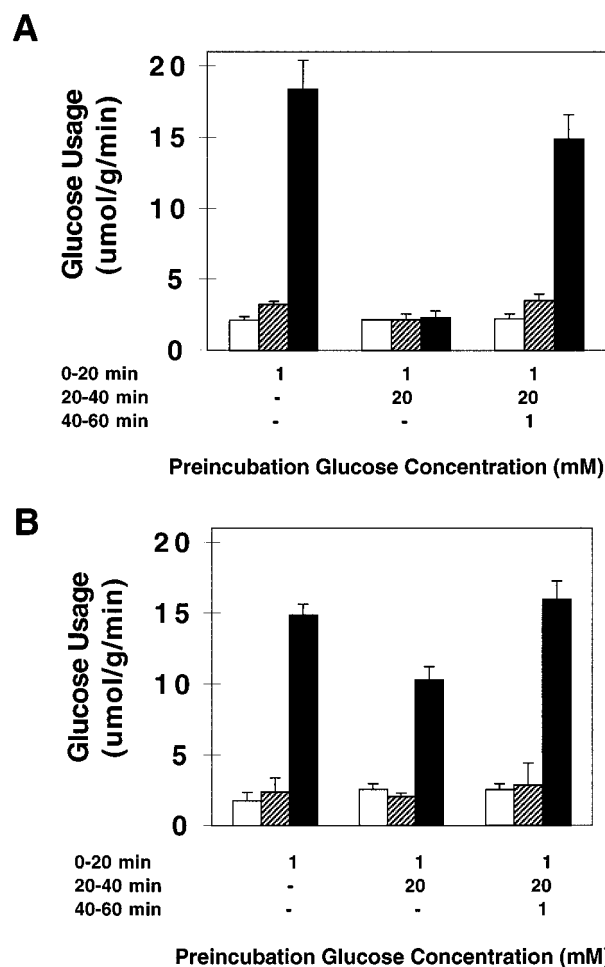 A
Glucose Usage
(umol/g/min)
20
15
10
5
0
0-20 min 1 1 1
20-40 min - 20 20
40-60 min - - 1
Preincubation Glucose Concentration (mM)
B
Glucose Usage
(umol/g/min)
20
15
10
5
0
0-20 min 1 1 1
20-40 min - 20 20
40-60 min - - 1
Preincubation Glucose Concentration (mM)